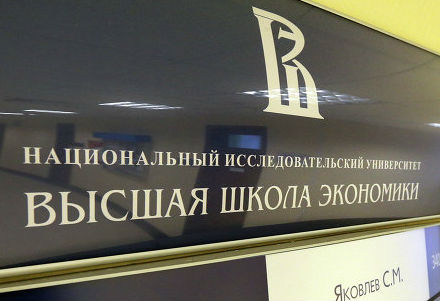 НАЦИОНАЛЬНЫЙ ИССЛЕДОВАТЕЛЬСКИЙ УНИВЕРСИТЕТ
ВЫСШАЯ ШКОЛА ЭКОНОМИКИ
ЯКОВЛЕВ С.М.